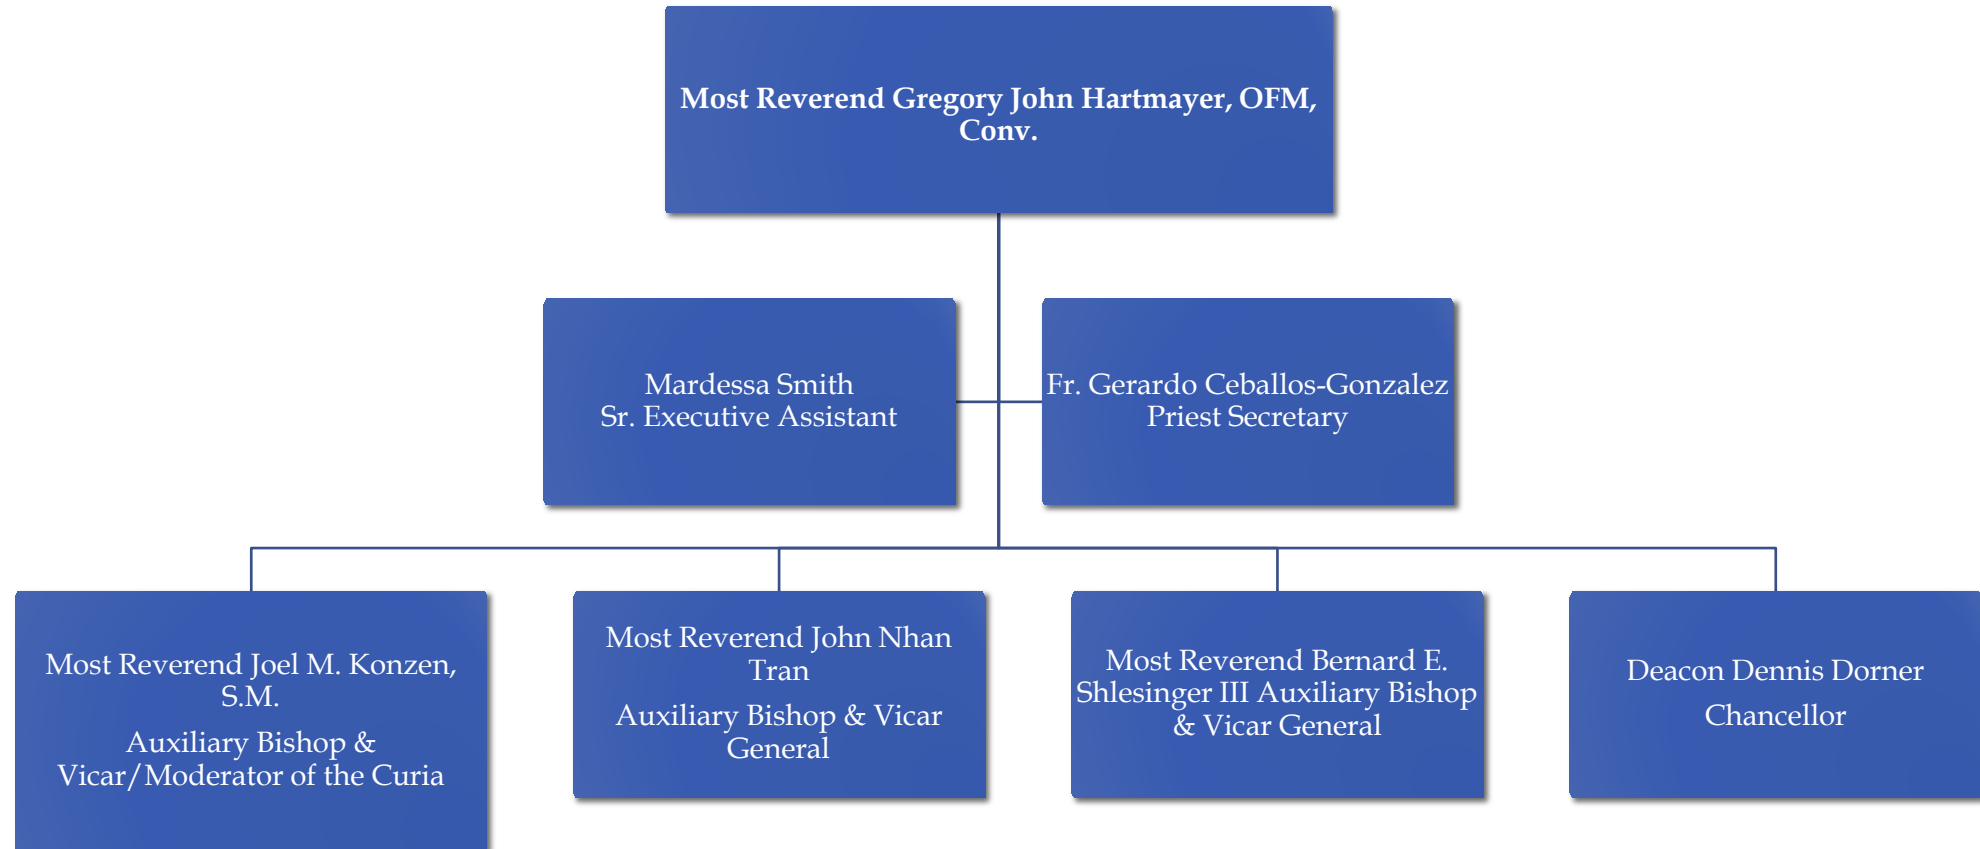 Most Reverend Gregory John Hartmayer, OFM,
Conv.
Mardessa Smith
Sr. Executive Assistant
Fr. Gerardo Ceballos-Gonzalez
Priest Secretary
Most Reverend Joel M. Konzen,
S.M.
Auxiliary Bishop &
Vicar/Moderator of the Curia
Most Reverend John Nhan
Tran
Auxiliary Bishop & Vicar
General
Most Reverend Bernard E.
Shlesinger III Auxiliary Bishop
& Vicar General
Deacon Dennis Dorner
Chancellor